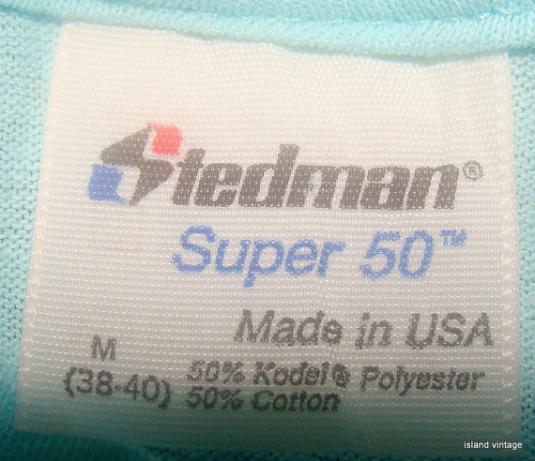 Stedman®
Super 50™
Made in USA
M
(38-40)
50% Kodel® Polyester
50% Cotton
island vintage